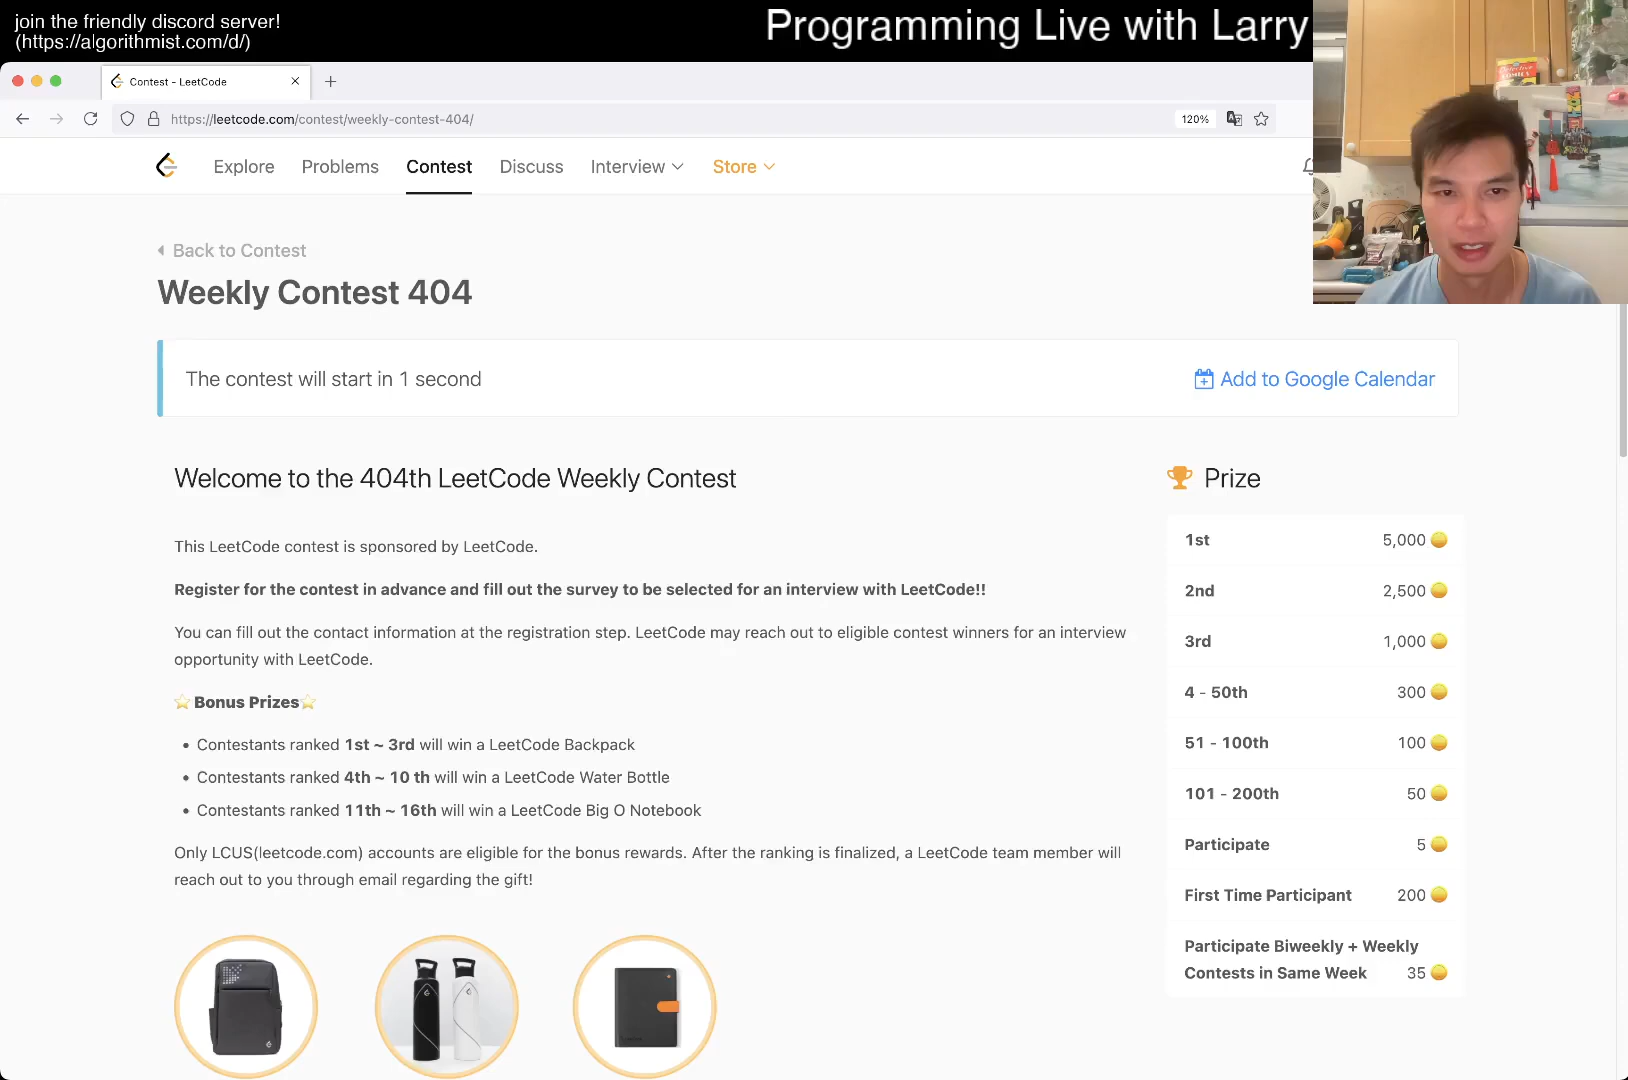 join the friendly discord server!
(https://algorithmist.com/d/)
Programming Live with Larry
Contest - LeetCode
https://leetcode.com/contest/weekly-contest-404/
120%
Explore
Problems
Contest
Discuss
Interview
Store
Back to Contest
Weekly Contest 404
The contest will start in 1 second
Add to Google Calendar
Welcome to the 404th LeetCode Weekly Contest
This LeetCode contest is sponsored by LeetCode.
Register for the contest in advance and fill out the survey to be selected for an interview with LeetCode!!
You can fill out the contact information at the registration step. LeetCode may reach out to eligible contest winners for an interview
opportunity with LeetCode.
⭐ Bonus Prizes⭐
• Contestants ranked 1st ~ 3rd will win a LeetCode Backpack
• Contestants ranked 4th ~ 10 th will win a LeetCode Water Bottle
• Contestants ranked 11th ~ 16th will win a LeetCode Big O Notebook
Only LCUS(leetcode.com) accounts are eligible for the bonus rewards. After the ranking is finalized, a LeetCode team member will
reach out to you through email regarding the gift!
Prize
1st 5,000
2nd 2,500
3rd 1,000
4 - 50th 300
51 - 100th 100
101 - 200th 50
Participate 5
First Time Participant 200
Participate Biweekly + Weekly
Contests in Same Week 35